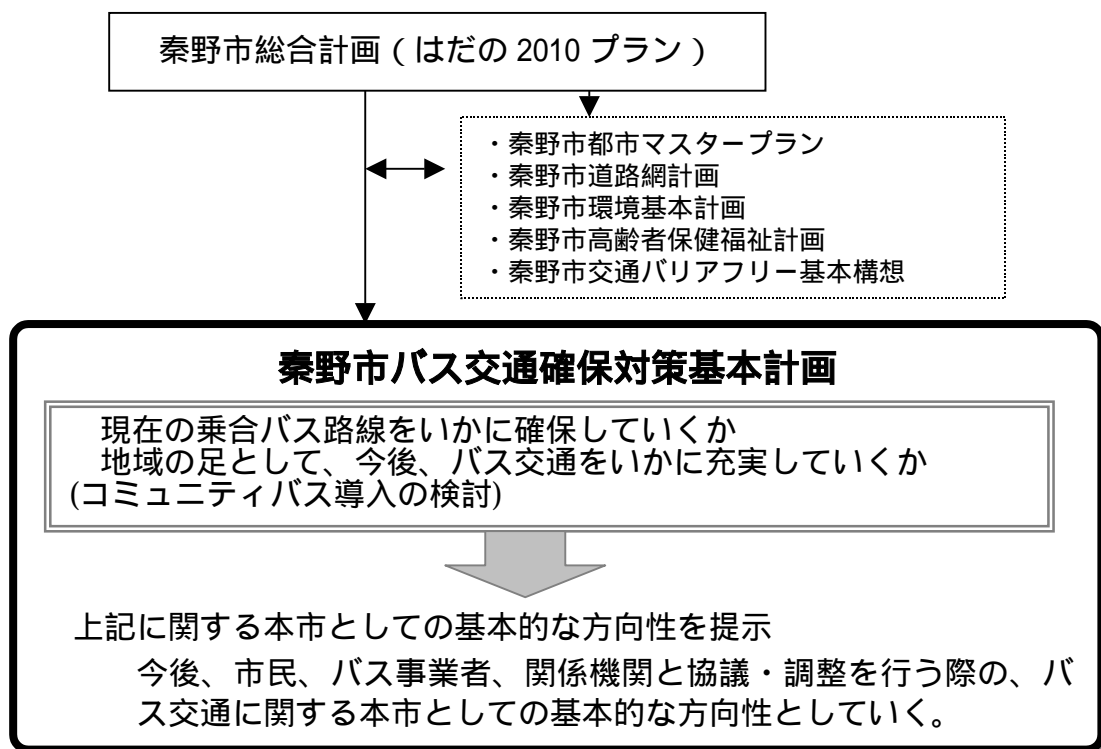 秦野市総合計画（はだの 2010 プラン）
・秦野市都市マスタープラン
・秦野市道路網計画
・秦野市環境基本計画
・秦野市高齢者保健福祉計画
・秦野市交通バリアフリー基本構想
秦野市バス交通確保対策基本計画
現在の乗合バス路線をいかに確保していくか
地域の足として、今後、バス交通をいかに充実していくか
(コミュニティバス導入の検討)
上記に関する本市としての基本的な方向性を提示
今後、市民、バス事業者、関係機関と協議・調整を行う際の、バ
ス交通に関する本市としての基本的な方向性としていく。